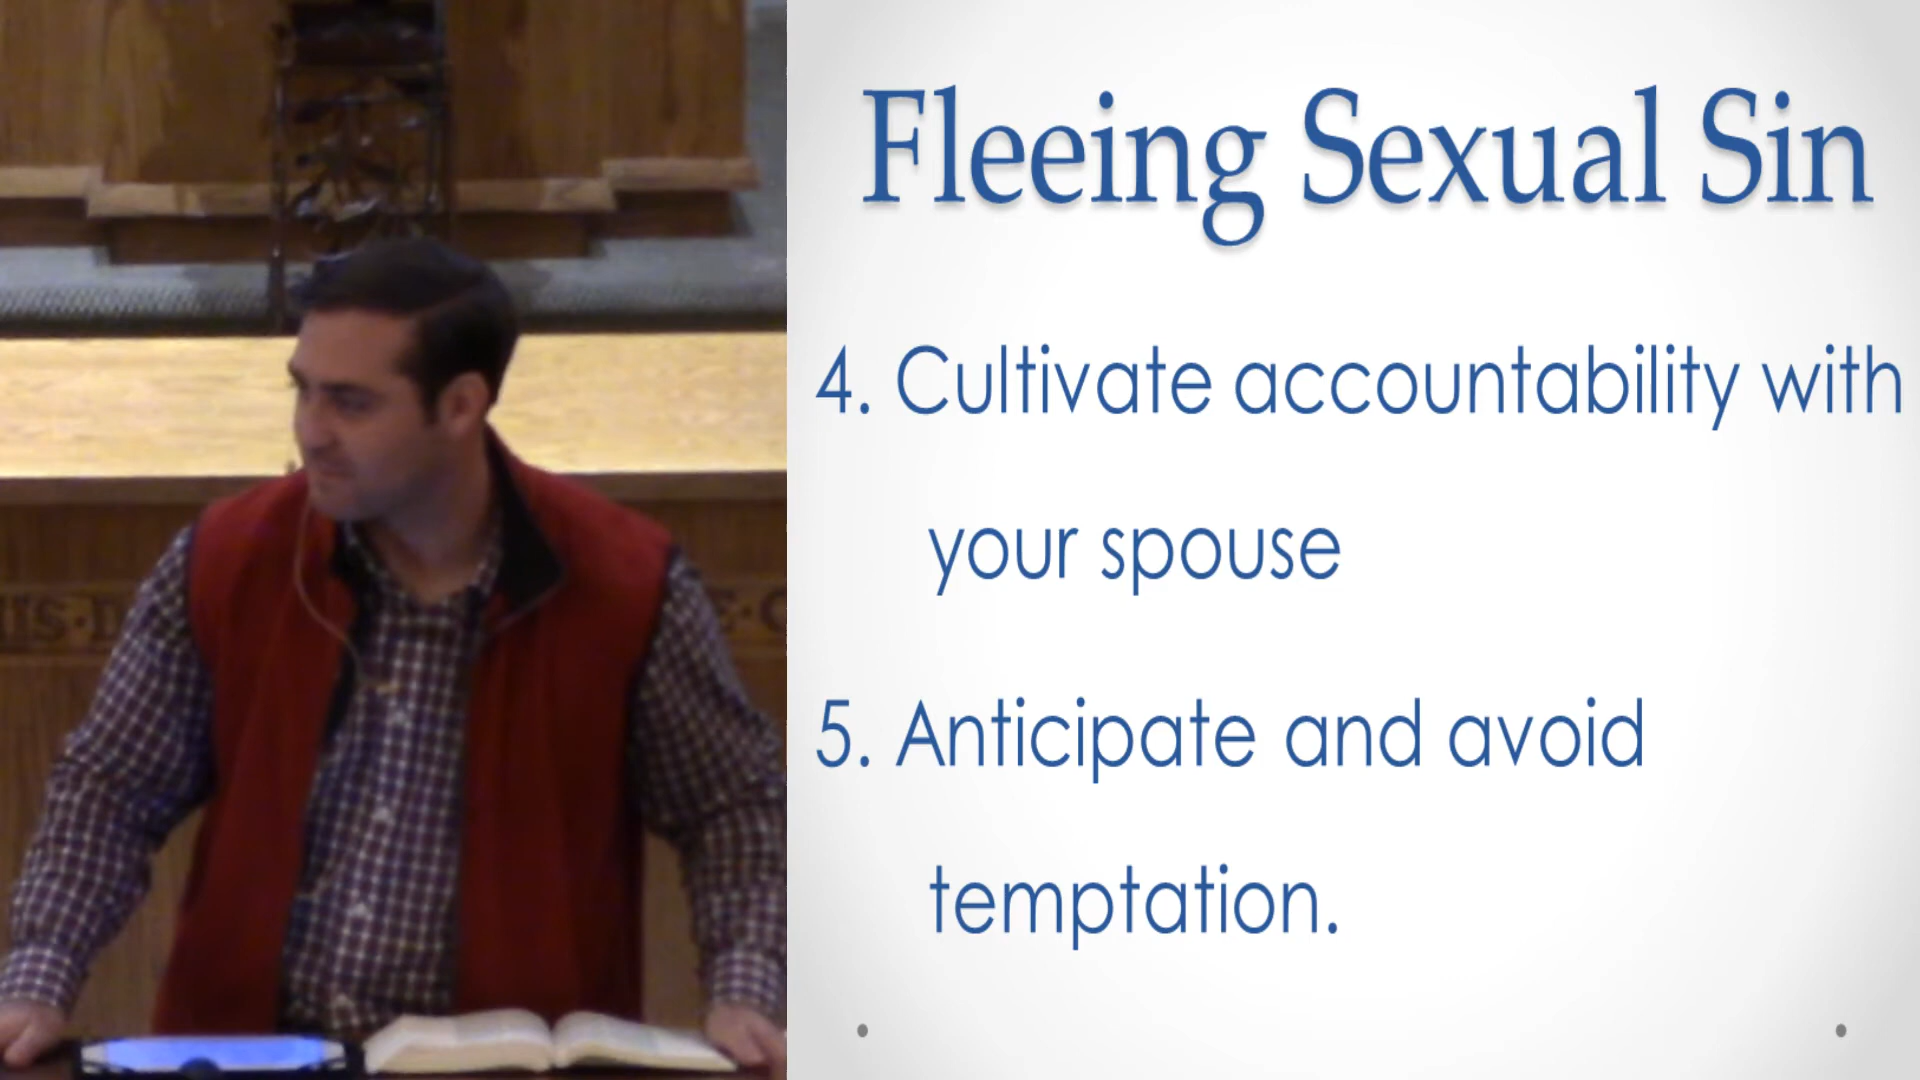 Fleeing Sexual Sin
4. Cultivate accountability with
your spouse
5. Anticipate and avoid
temptation.